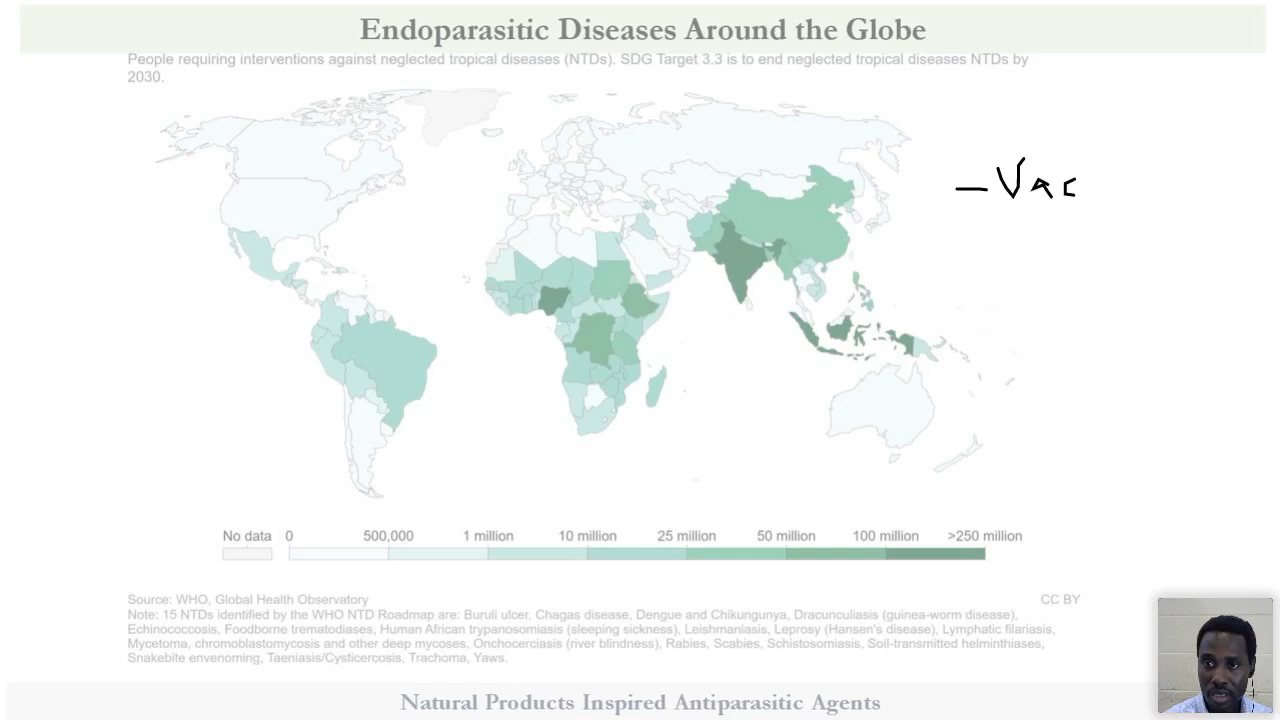 Endoparasitic Diseases Around the Globe
People requiring interventions against neglected tropical diseases (NTDs). SDG Target 3.3 is to end neglected tropical diseases NTDs by
2030.
– Vac
No data 0 500,000 1 million 10 million 25 million 50 million 100 million >250 million
Source: WHO, Global Health Observatory CC BY
Note: 15 NTDs identified by the WHO NTD Roadmap are: Buruli ulcer, Chagas disease, Dengue and Chikungunya, Dracunculiasis (guinea-worm disease),
Echinococcosis, Foodborne trematodiases, Human African trypanosomiasis (sleeping sickness), Leishmaniasis, Leprosy (Hansen's disease), Lymphatic filariasis,
Mycetoma, chromoblastomycosis and other deep mycoses, Onchocerciasis (river blindness), Rabies, Scabies, Schistosomiasis, Soil-transmitted helminthiases,
Snakebite envenoming, Taeniasis/Cysticercosis, Trachoma, Yaws.
Natural Products Inspired Antiparasitic Agents